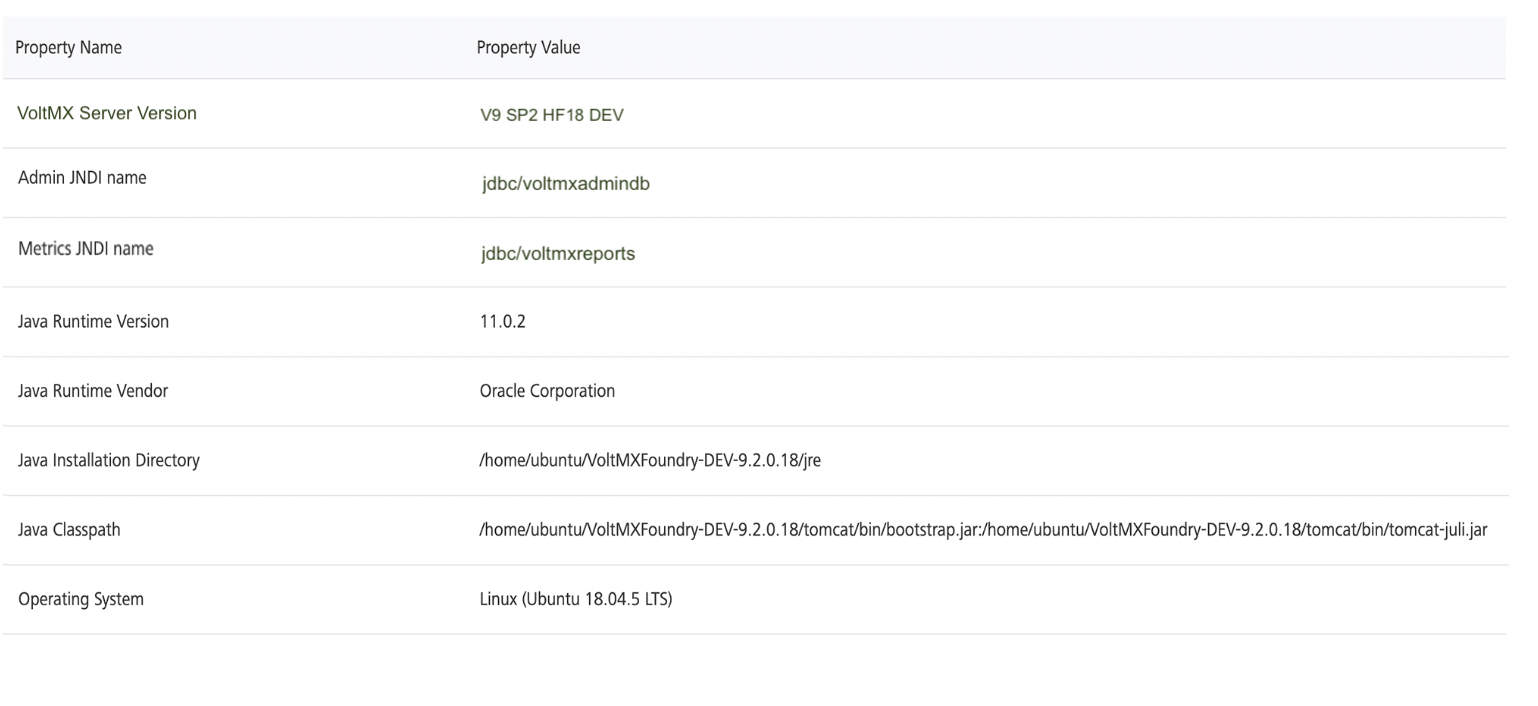 Property Name Property Value
VoltMX Server Version V9 SP2 HF18 DEV
Admin JNDI name jdbc/voltmxadmindb
Metrics JNDI name jdbc/voltmxreports
Java Runtime Version 11.0.2
Java Runtime Vendor Oracle Corporation
Java Installation Directory /home/ubuntu/VoltMXFoundry-DEV-9.2.0.18/jre
Java Classpath /home/ubuntu/VoltMXFoundry-DEV-9.2.0.18/tomcat/bin/bootstrap.jar:/home/ubuntu/VoltMXFoundry-DEV-9.2.0.18/tomcat/bin/tomcat-juli.jar
Operating System Linux (Ubuntu 18.04.5 LTS)